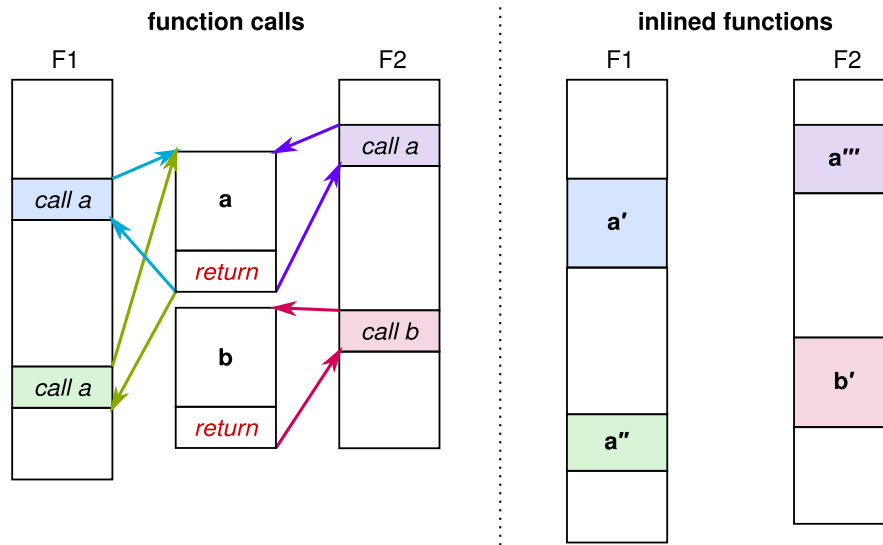 function calls
inlined functions
F1
F2
F1
F2
call a
a
call a
return
b
call b
call a
return
a′
a‴
b′
a″